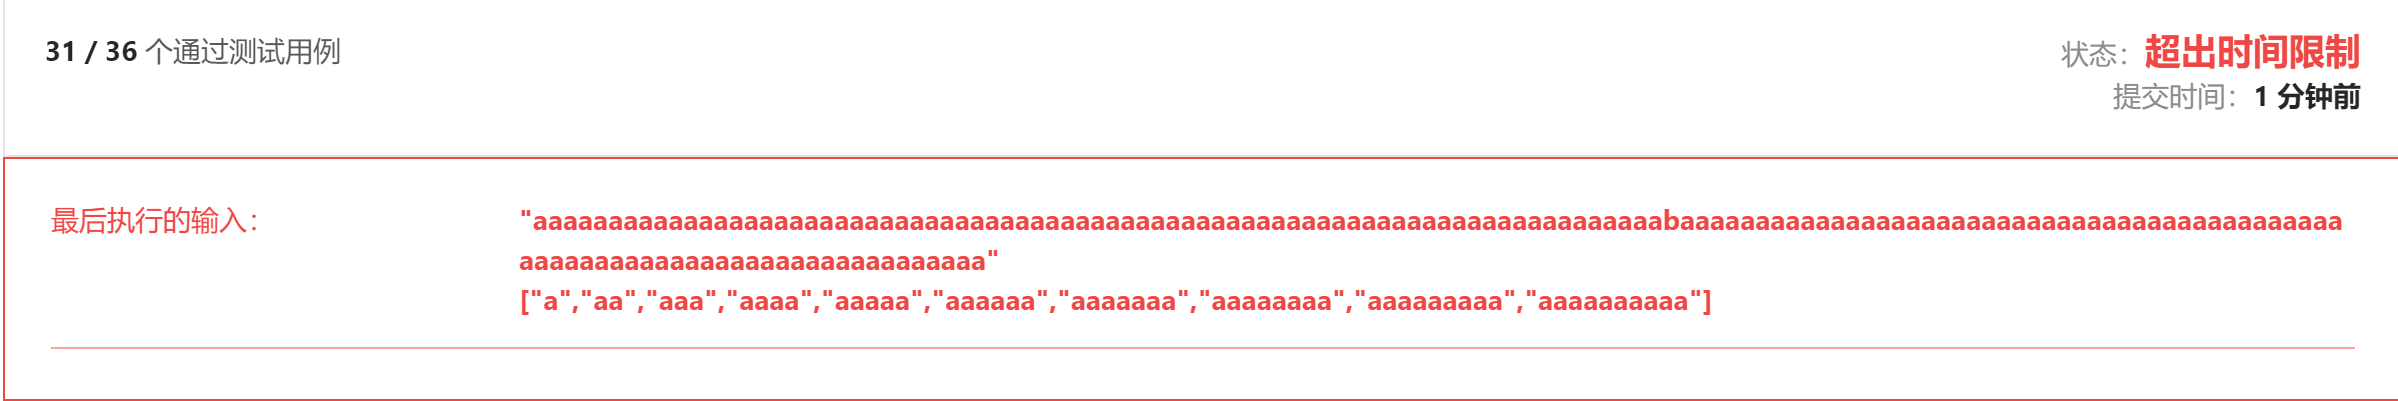 31 / 36 个通过测试用例
状态：超出时间限制
提交时间：1 分钟前
最后执行的输入：
"aaaaaaaaaaaaaaaaaaaaaaaaaaaaaaaaaaaaaaaaaaaaaaaaaaaaaaaaaaaaaaaaaaaaaaaaaaabaaaaaaaaaaaaaaaaaaaaaaaaaaaaaaaaaaaaaaaaaaaa
aaaaaaaaaaaaaaaaaaaaaaaaaaaaaaa"
["a","aa","aaa","aaaa","aaaaa","aaaaaa","aaaaaaa","aaaaaaaa","aaaaaaaaa","aaaaaaaaaa"]